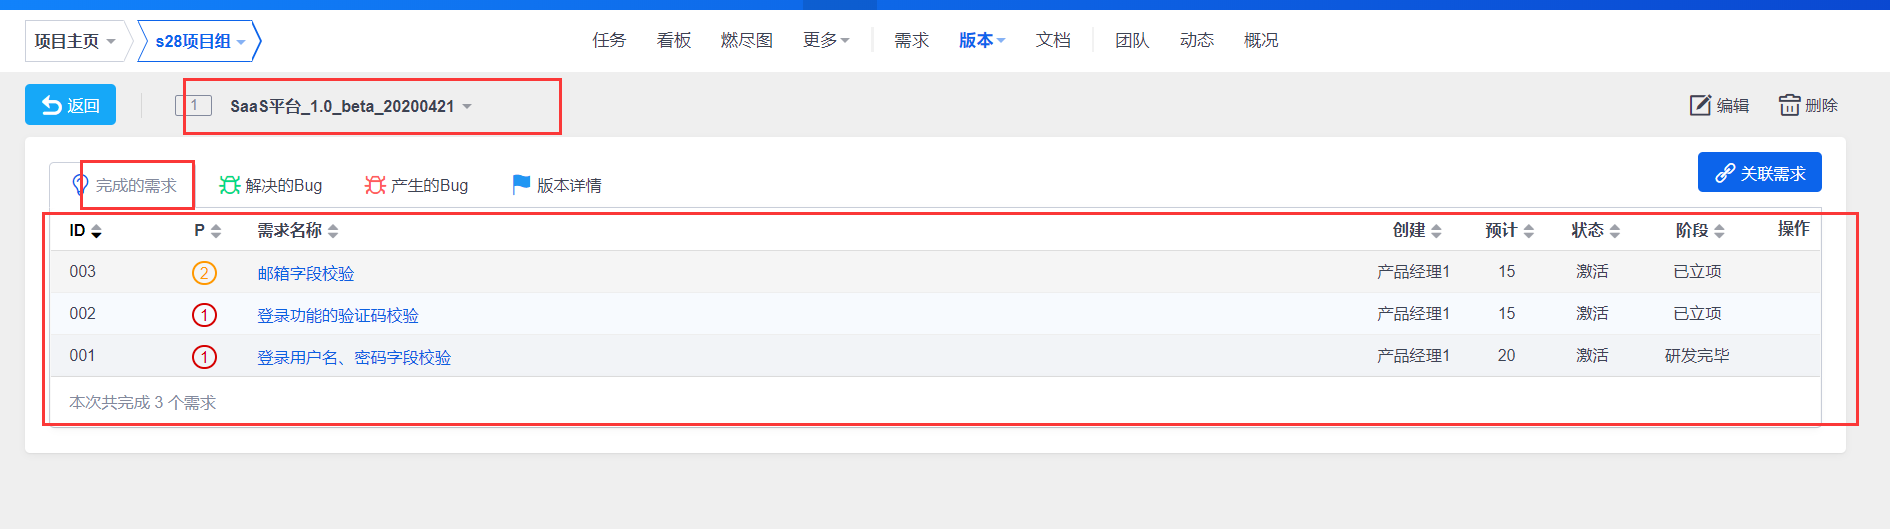 项目主页 s28项目组 任务 看板 燃尽图 更多 需求 版本 文档 团队 动态 概况
返回 1 SaaS平台_1.0_beta_20200421 编辑 删除
完成的需求 解决的Bug 产生的Bug 版本详情 关联需求
ID P 需求名称 创建 预计 状态 阶段 操作
003 2 邮箱字段校验 产品经理1 15 激活 已立项
002 1 登录功能的验证码校验 产品经理1 15 激活 已立项
001 1 登录用户名、密码字段校验 产品经理1 20 激活 研发完毕
本次共完成 3 个需求